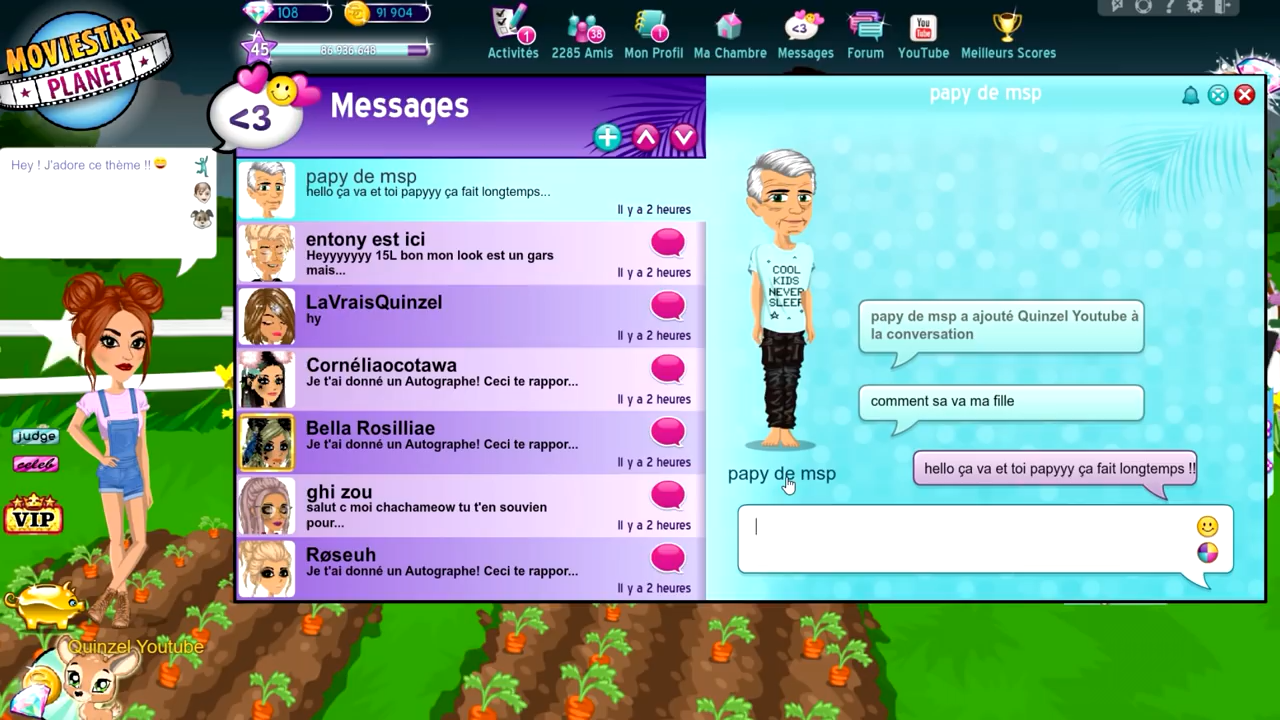 MOVIESTAR
PLANET
108
91 904
45
86 936 648
1
Activités
38
2285 Amis
1
Mon Profil
Ma Chambre
<3
Messages
Forum
You
Tube
YouTube
Meilleurs Scores
Hey ! J'adore ce thème !!
judge
celeb
VIP
Quinzel Youtube
<3
Messages
papy de msp
hello ça va et toi papyyy ça fait longtemps...
Il y a 2 heures
entony est ici
Heyyyyyyy 15L bon mon look est un gars
mais...
Il y a 2 heures
LaVraisQuinzel
hy
Il y a 2 heures
Cornéliaocotawa
Je t'ai donné un Autographe! Ceci te rappor...
Il y a 2 heures
Bella Rosilliae
Je t'ai donné un Autographe! Ceci te rappor...
Il y a 2 heures
ghi zou
salut c moi chachameow tu t'en souvien
pour...
Il y a 2 heures
Røseuh
Je t'ai donné un Autographe! Ceci te rappor...
Il y a 2 heures
papy de msp
COOL
KIDS
NEVER
SLEEP
papy de msp
papy de msp a ajouté Quinzel Youtube à
la conversation
comment sa va ma fille
hello ça va et toi papyyy ça fait longtemps !!